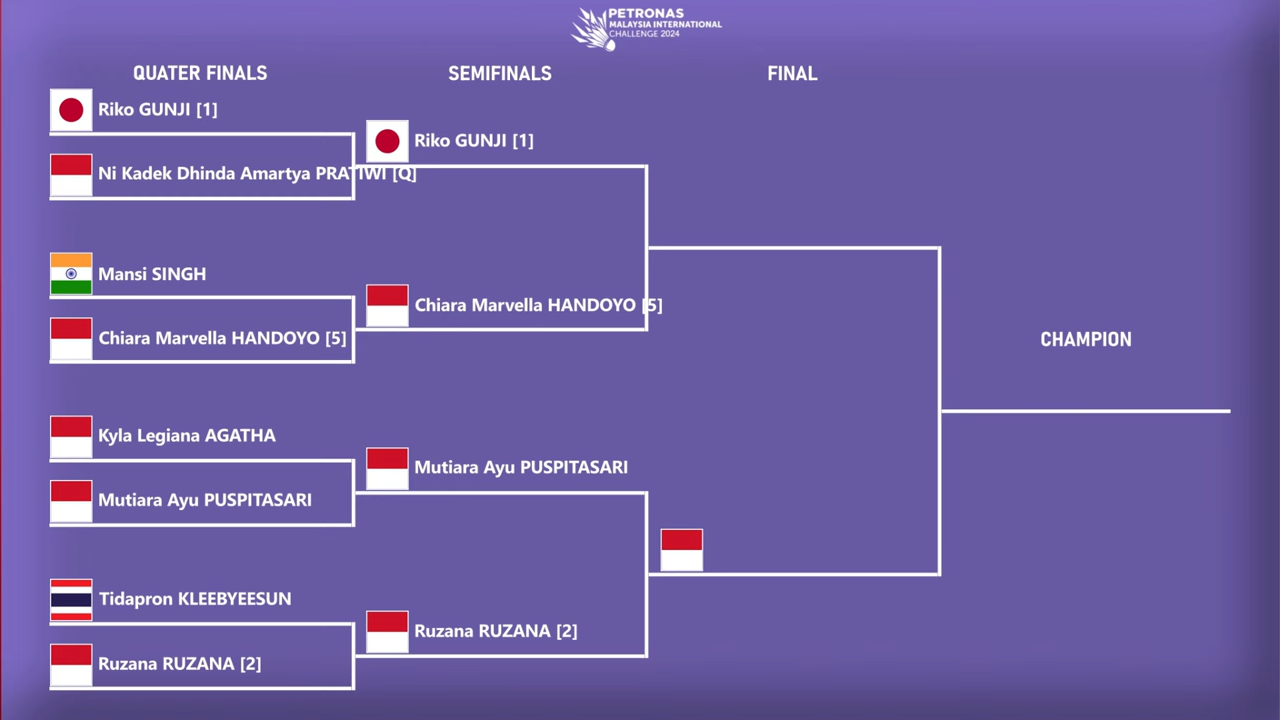 PETRONAS
MALAYSIA INTERNATIONAL
CHALLENGE 2024
QUATER FINALS
SEMIFINALS
FINAL
Riko GUNJI [1]
Ni Kadek Dhinda Amartya PRATIWI [Q]
Mansi SINGH
Chiara Marvella HANDOYO [5]
Kyla Legiana AGATHA
Mutiara Ayu PUSPITASARI
Tidapron KLEEBYEESUN
Ruzana RUZANA [2]
Riko GUNJI [1]
Chiara Marvella HANDOYO [5]
Mutiara Ayu PUSPITASARI
Ruzana RUZANA [2]
CHAMPION